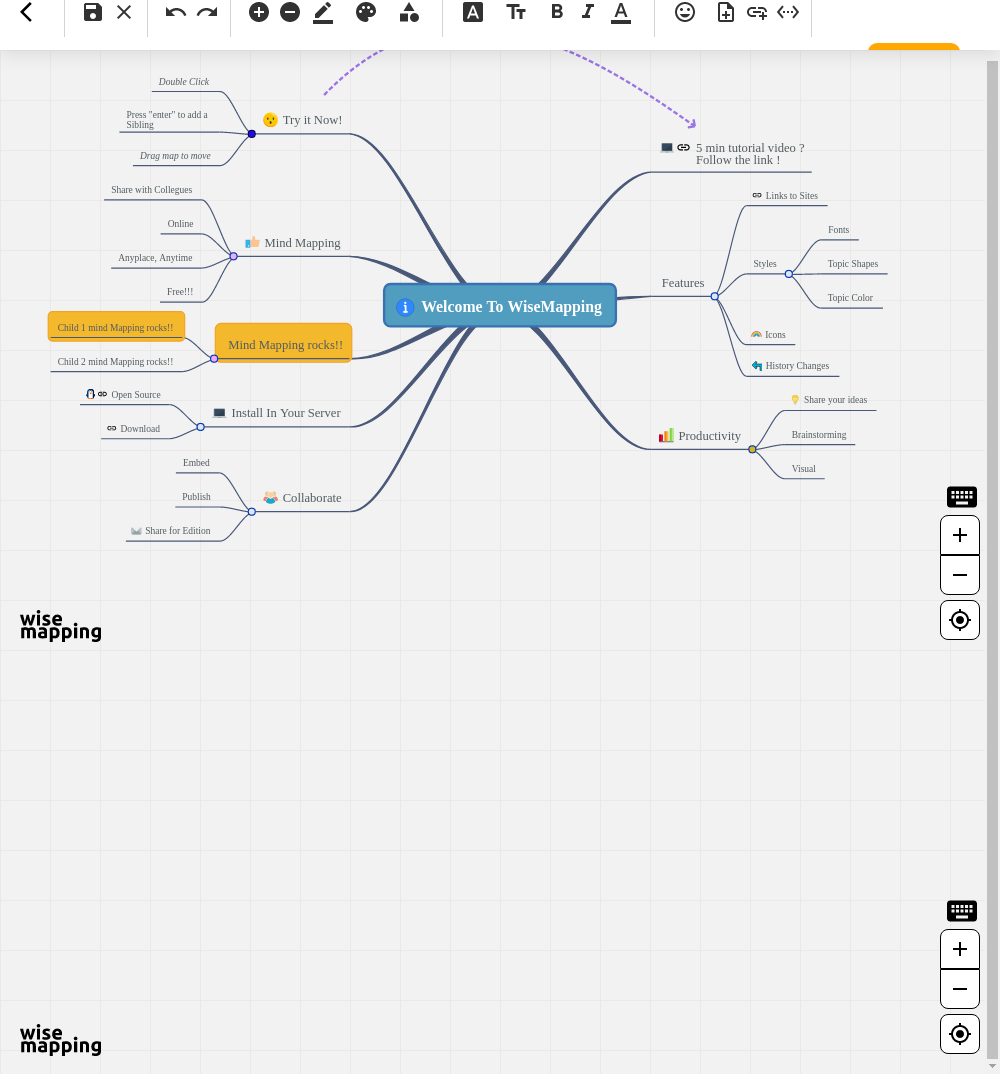 Double Click
Press "enter" to add a
Sibling
Drag map to move
Try it Now!
Share with Collegues
Online
Anyplace, Anytime
Free!!!
Mind Mapping
Child 1 mind Mapping rocks!!
Child 2 mind Mapping rocks!!
Mind Mapping rocks!!
Open Source
Download
Install In Your Server
Embed
Publish
Share for Edition
Collaborate
Welcome To WiseMapping
5 min tutorial video ?
Follow the link !
Features
Links to Sites
Styles
Fonts
Topic Shapes
Topic Color
Icons
History Changes
Productivity
Share your ideas
Brainstorming
Visual
wise
mapping
wise
mapping